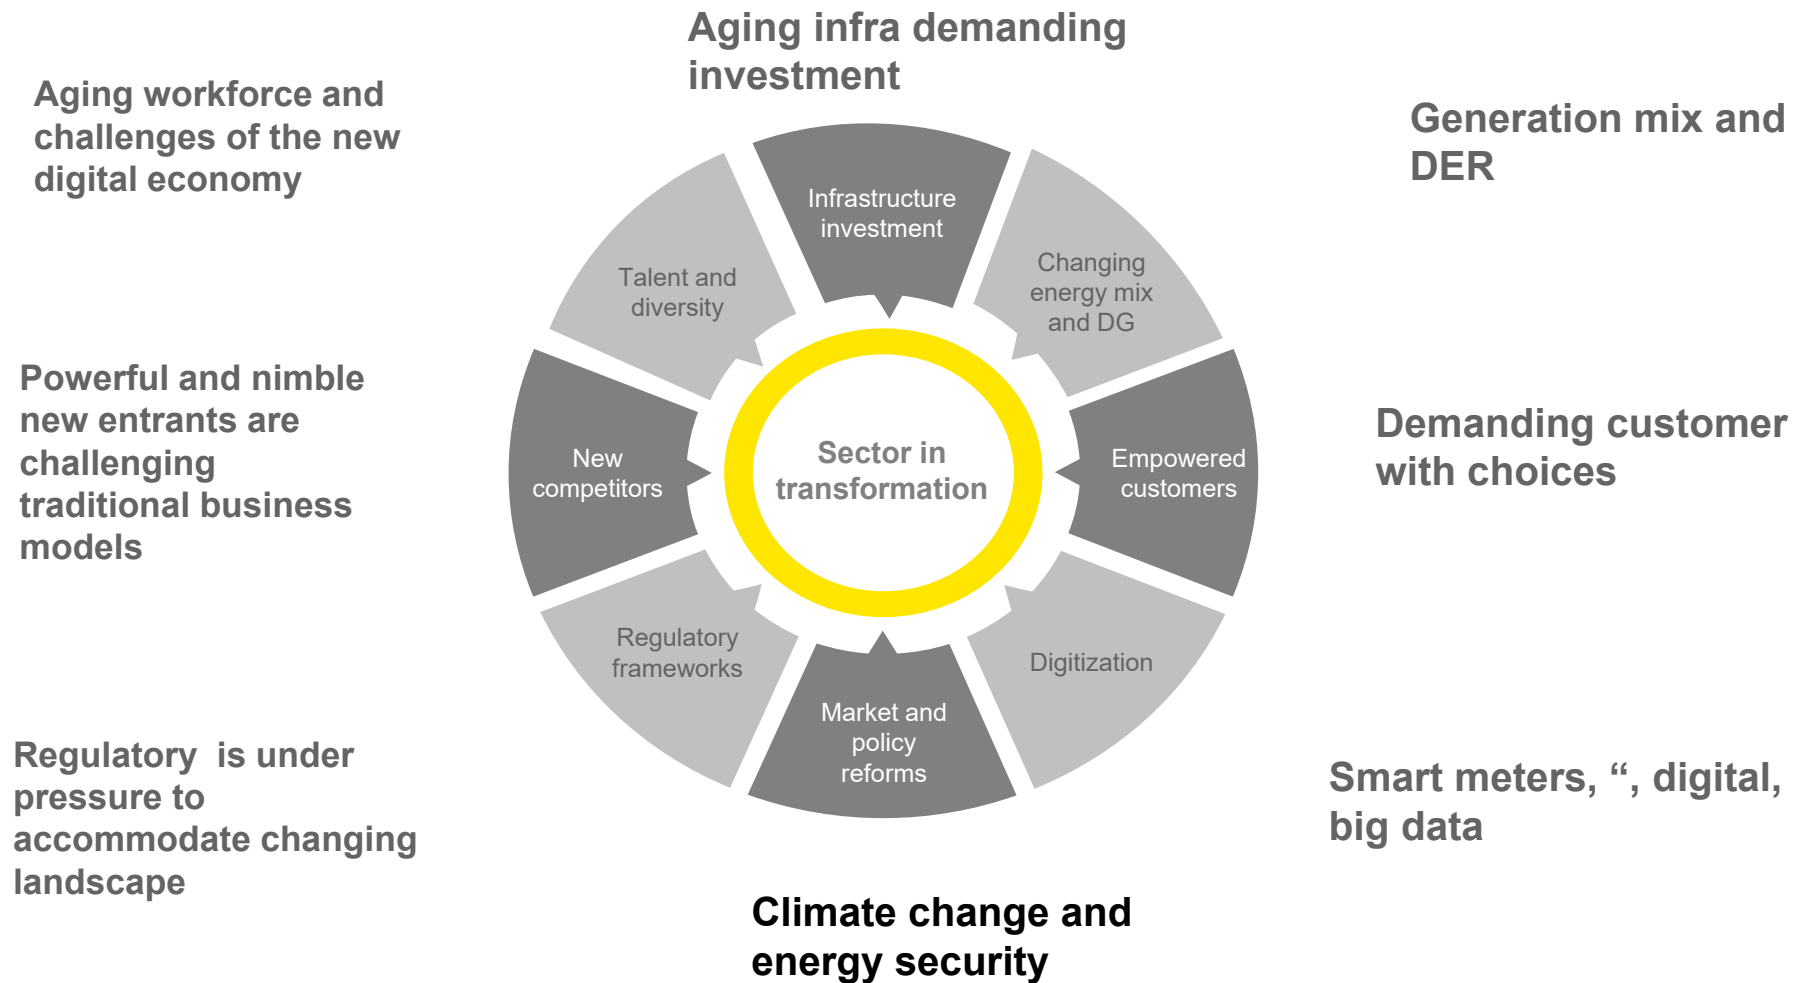 Aging infra demanding
investment
Aging workforce and
challenges of the new
digital economy
Generation mix and
DER
Infrastructure
investment
Talent and
diversity
Changing
energy mix
and DG
Powerful and nimble
new entrants are
challenging
traditional business
models
New
competitors
Sector in
transformation
Empowered
customers
Demanding customer
with choices
Regulatory
frameworks
Digitization
Market and
policy
reforms
Regulatory  is under
pressure to
accommodate changing
landscape
Smart meters, “, digital,
big data
Climate change and
energy security